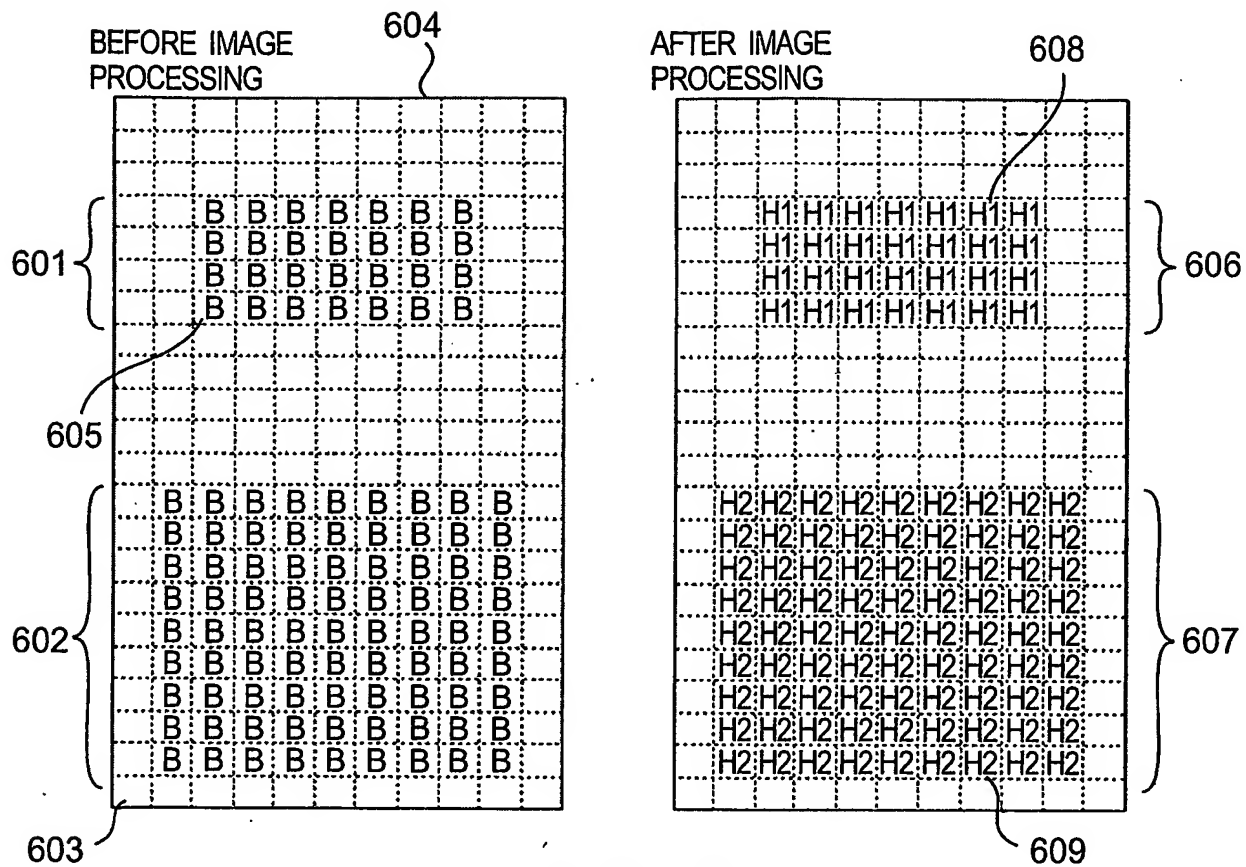 604
BEFORE IMAGE
PROCESSING
B B B B B B B
B B B B B B B
B B B B B B B
B B B B B B B
601
605
B B B B B B B B B
B B B B B B B B B
B B B B B B B B B
B B B B B B B B B
B B B B B B B B B
B B B B B B B B B
B B B B B B B B B
B B B B B B B B B
B B B B B B B B B
602
603
AFTER IMAGE
PROCESSING
608
H1 H1 H1 H1 H1 H1 H1
H1 H1 H1 H1 H1 H1 H1
H1 H1 H1 H1 H1 H1 H1
H1 H1 H1 H1 H1 H1 H1
606
H2 H2 H2 H2 H2 H2 H2 H2 H2
H2 H2 H2 H2 H2 H2 H2 H2 H2
H2 H2 H2 H2 H2 H2 H2 H2 H2
H2 H2 H2 H2 H2 H2 H2 H2 H2
H2 H2 H2 H2 H2 H2 H2 H2 H2
H2 H2 H2 H2 H2 H2 H2 H2 H2
H2 H2 H2 H2 H2 H2 H2 H2 H2
H2 H2 H2 H2 H2 H2 H2 H2 H2
H2 H2 H2 H2 H2 H2 H2 H2 H2
607
609